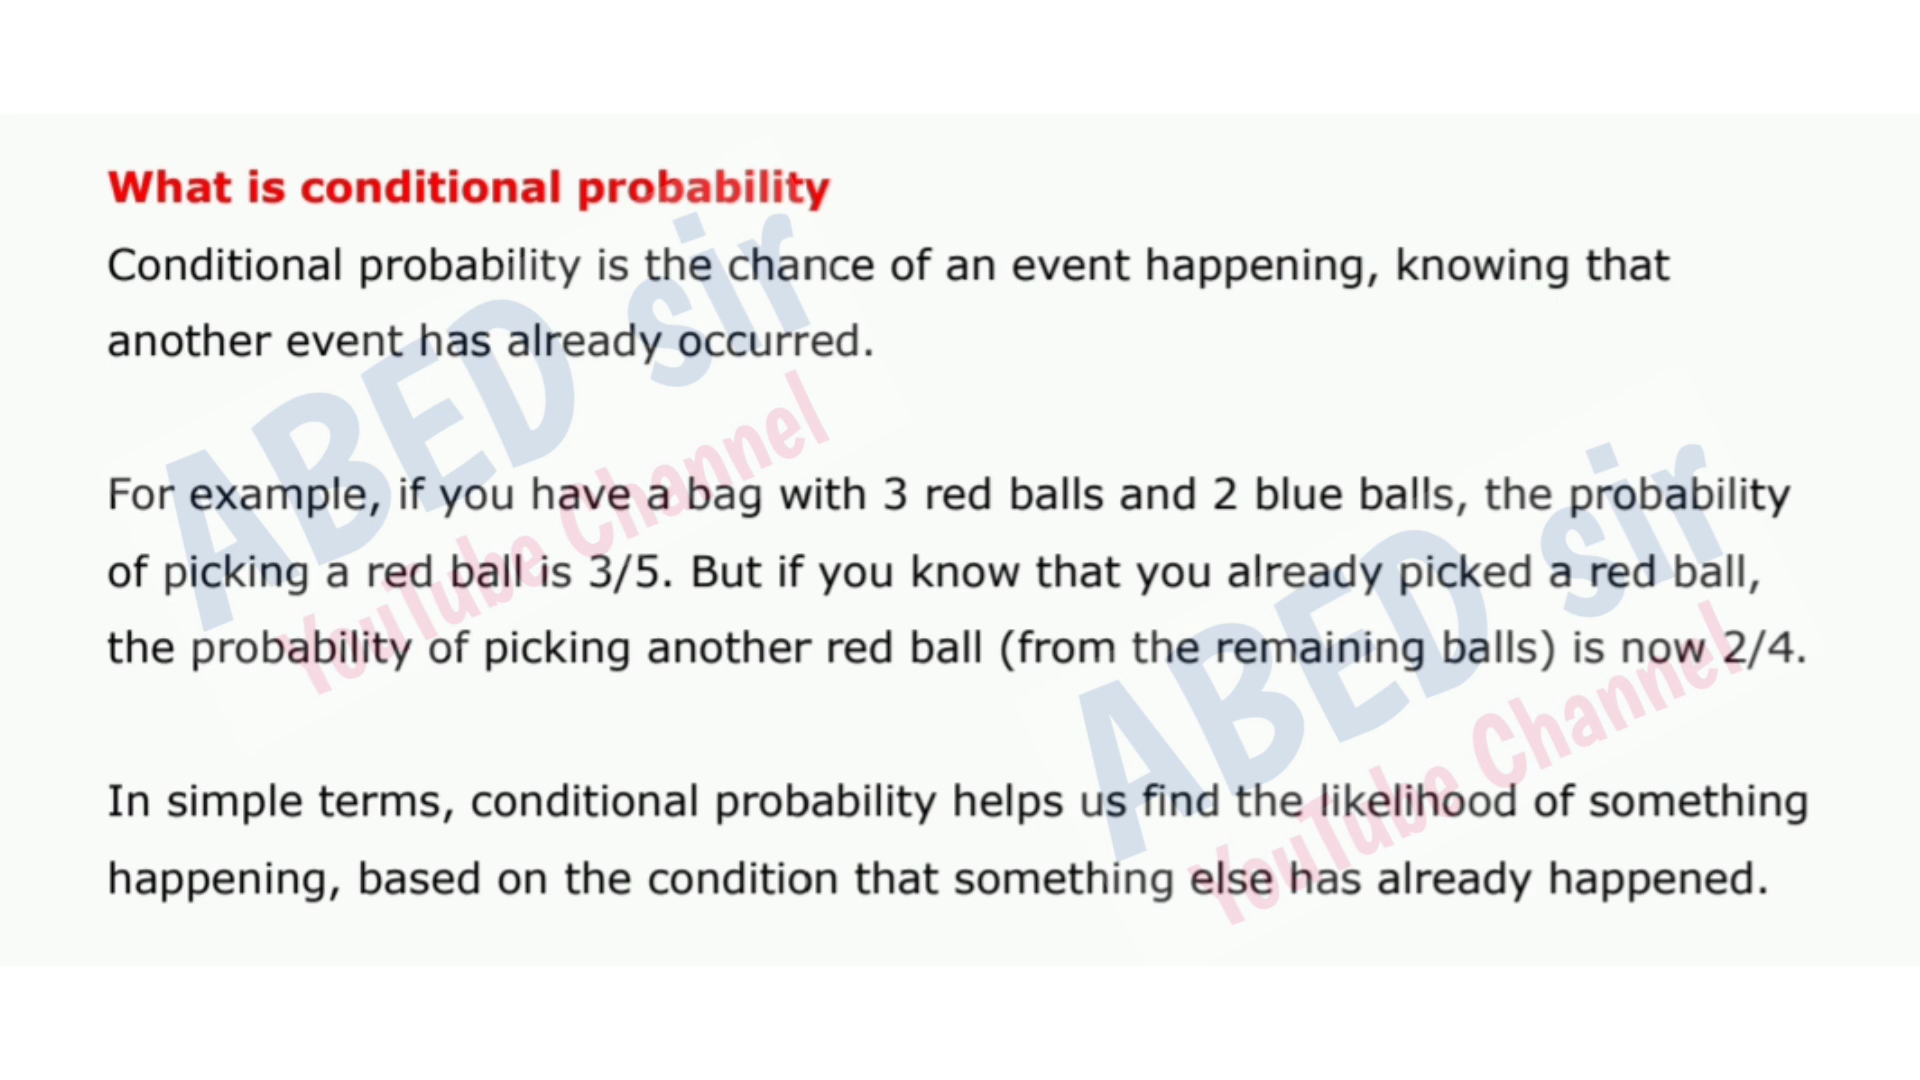 What is conditional probability
Conditional probability is the chance of an event happening, knowing that
another event has already occurred.
For example, if you have a bag with 3 red balls and 2 blue balls, the probability
of picking a red ball is 3/5. But if you know that you already picked a red ball,
the probability of picking another red ball (from the remaining balls) is now 2/4.
In simple terms, conditional probability helps us find the likelihood of something
happening, based on the condition that something else has already happened.
ABED sir
YouTube Channel
ABED sir
YouTube Channel